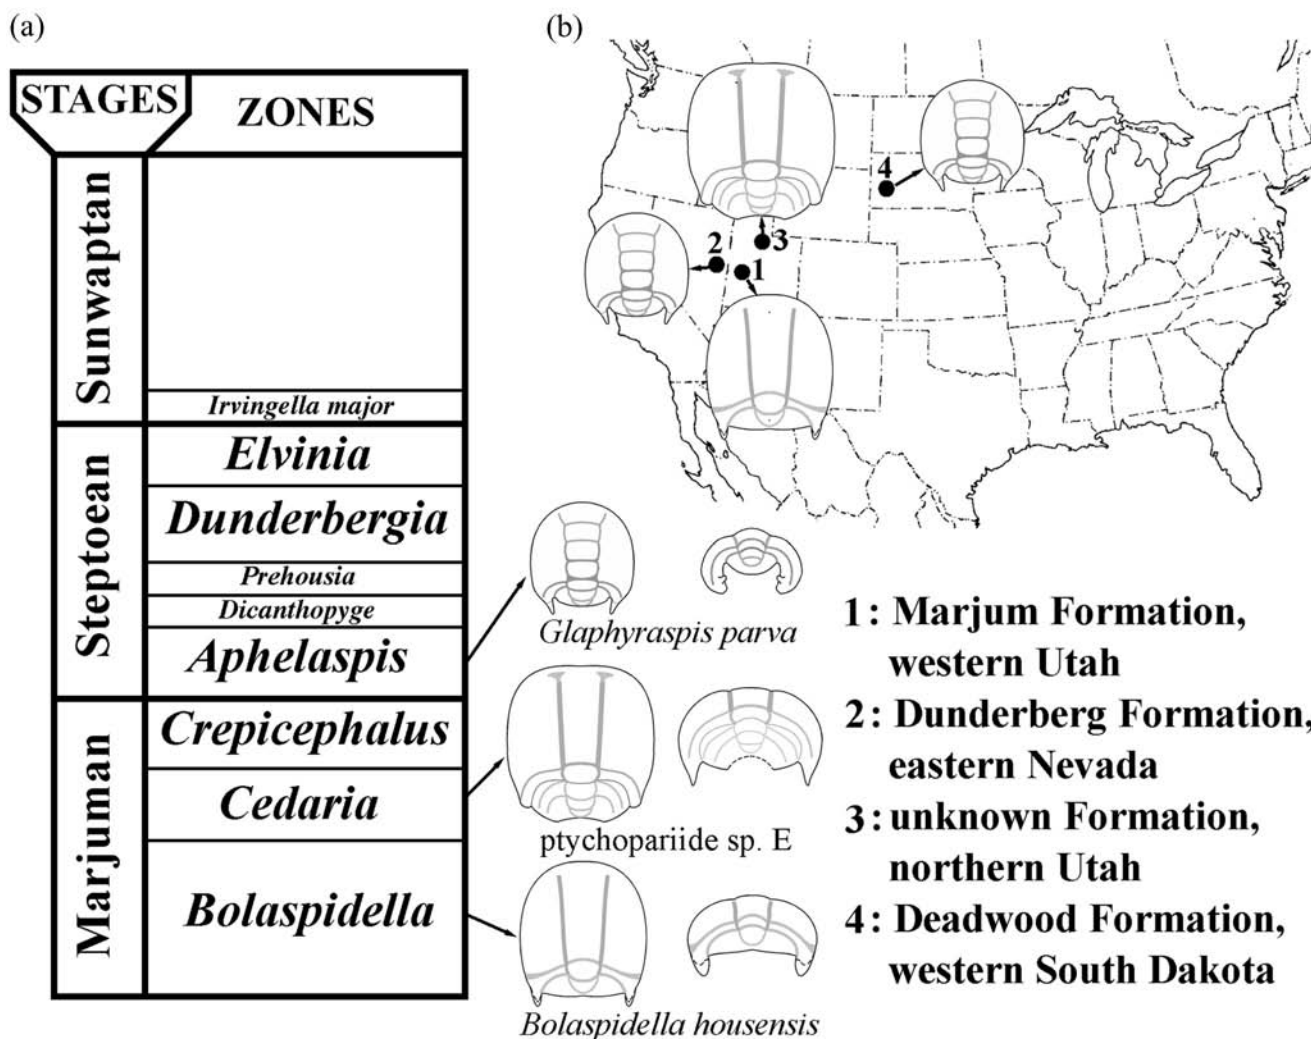 (a)
STAGES
ZONES
Sunwaptan
Irvingella major
Steptoean
Elvinia
Dunderbergia
Prehousia
Dicanthopyge
Aphelaspis
Marjuman
Crepicephalus
Cedaria
Bolaspidella
Glaphyraspis parva
ptychopariide sp. E
Bolaspidella housensis
(b)
4
2
3
1
1: Marjum Formation,
western Utah
2: Dunderberg Formation,
eastern Nevada
3: unknown Formation,
northern Utah
4: Deadwood Formation,
western South Dakota